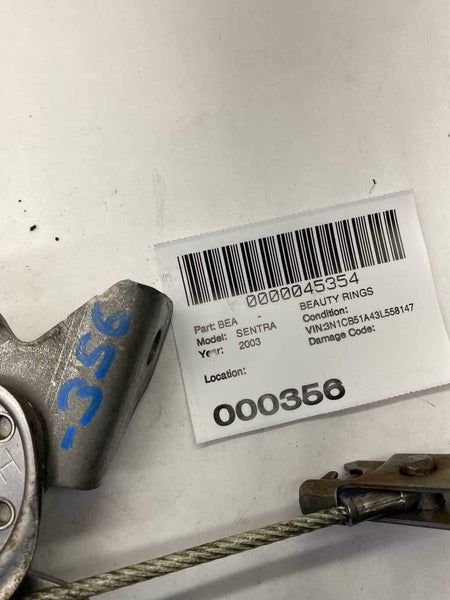 0000045354
Part: BEA BEAUTY RINGS
Model: SENTRA Condition:
Year: 2003 VIN3N1CB51A43L558147
Damage Code:
Location:
000356
-356